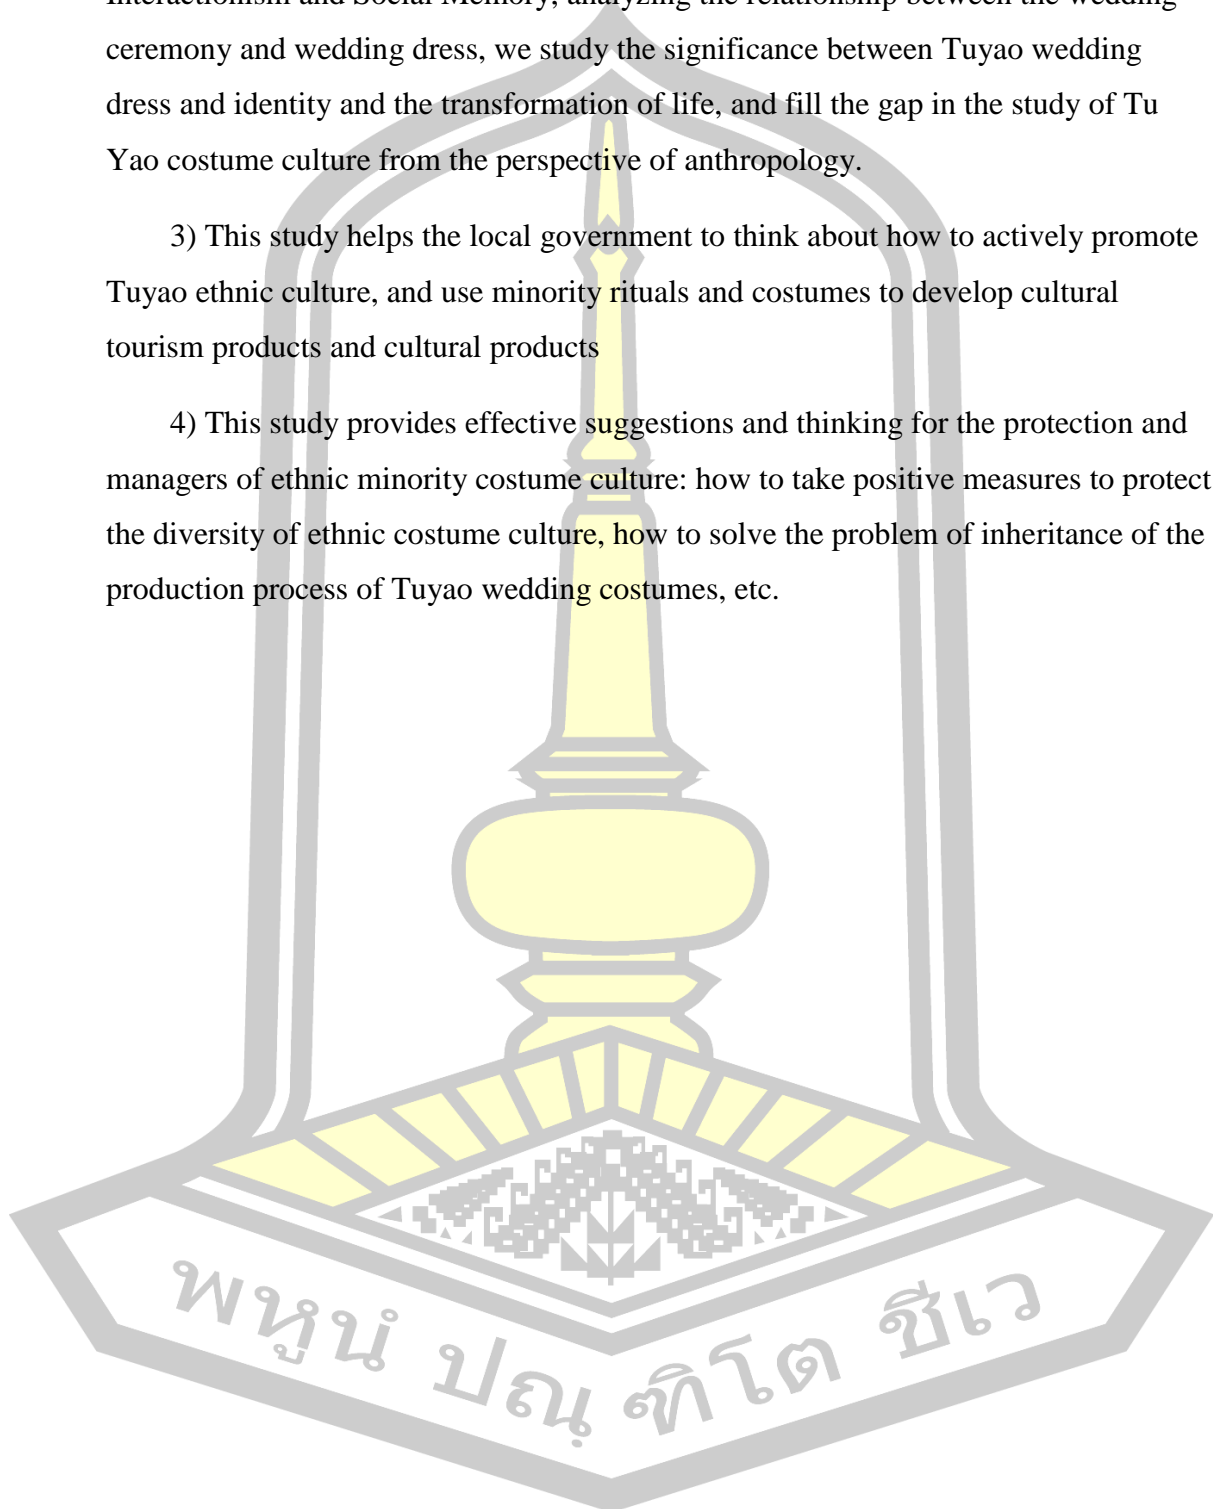 Interactionism and Social Memory, analyzing the relationship between the wedding
ceremony and wedding dress, we study the significance between Tuyao wedding
dress and identity and the transformation of life, and fill the gap in the study of Tu
Yao costume culture from the perspective of anthropology.
3) This study helps the local government to think about how to actively promote
Tuyao ethnic culture, and use minority rituals and costumes to develop cultural
tourism products and cultural products
4) This study provides effective suggestions and thinking for the protection and
managers of ethnic minority costume culture: how to take positive measures to protect
the diversity of ethnic costume culture, how to solve the problem of inheritance of the
production process of Tuyao wedding costumes, etc.
พหูนํ ปณฺฑิโต ชีเว